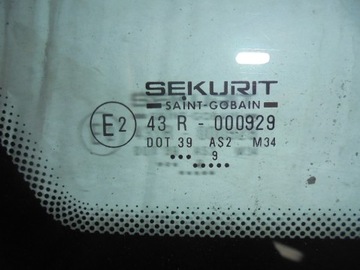 SEKURIT
SAINT-GOBAIN
E2 43 R - 000929
DOT 39 AS2 M34
••• 9
•••••